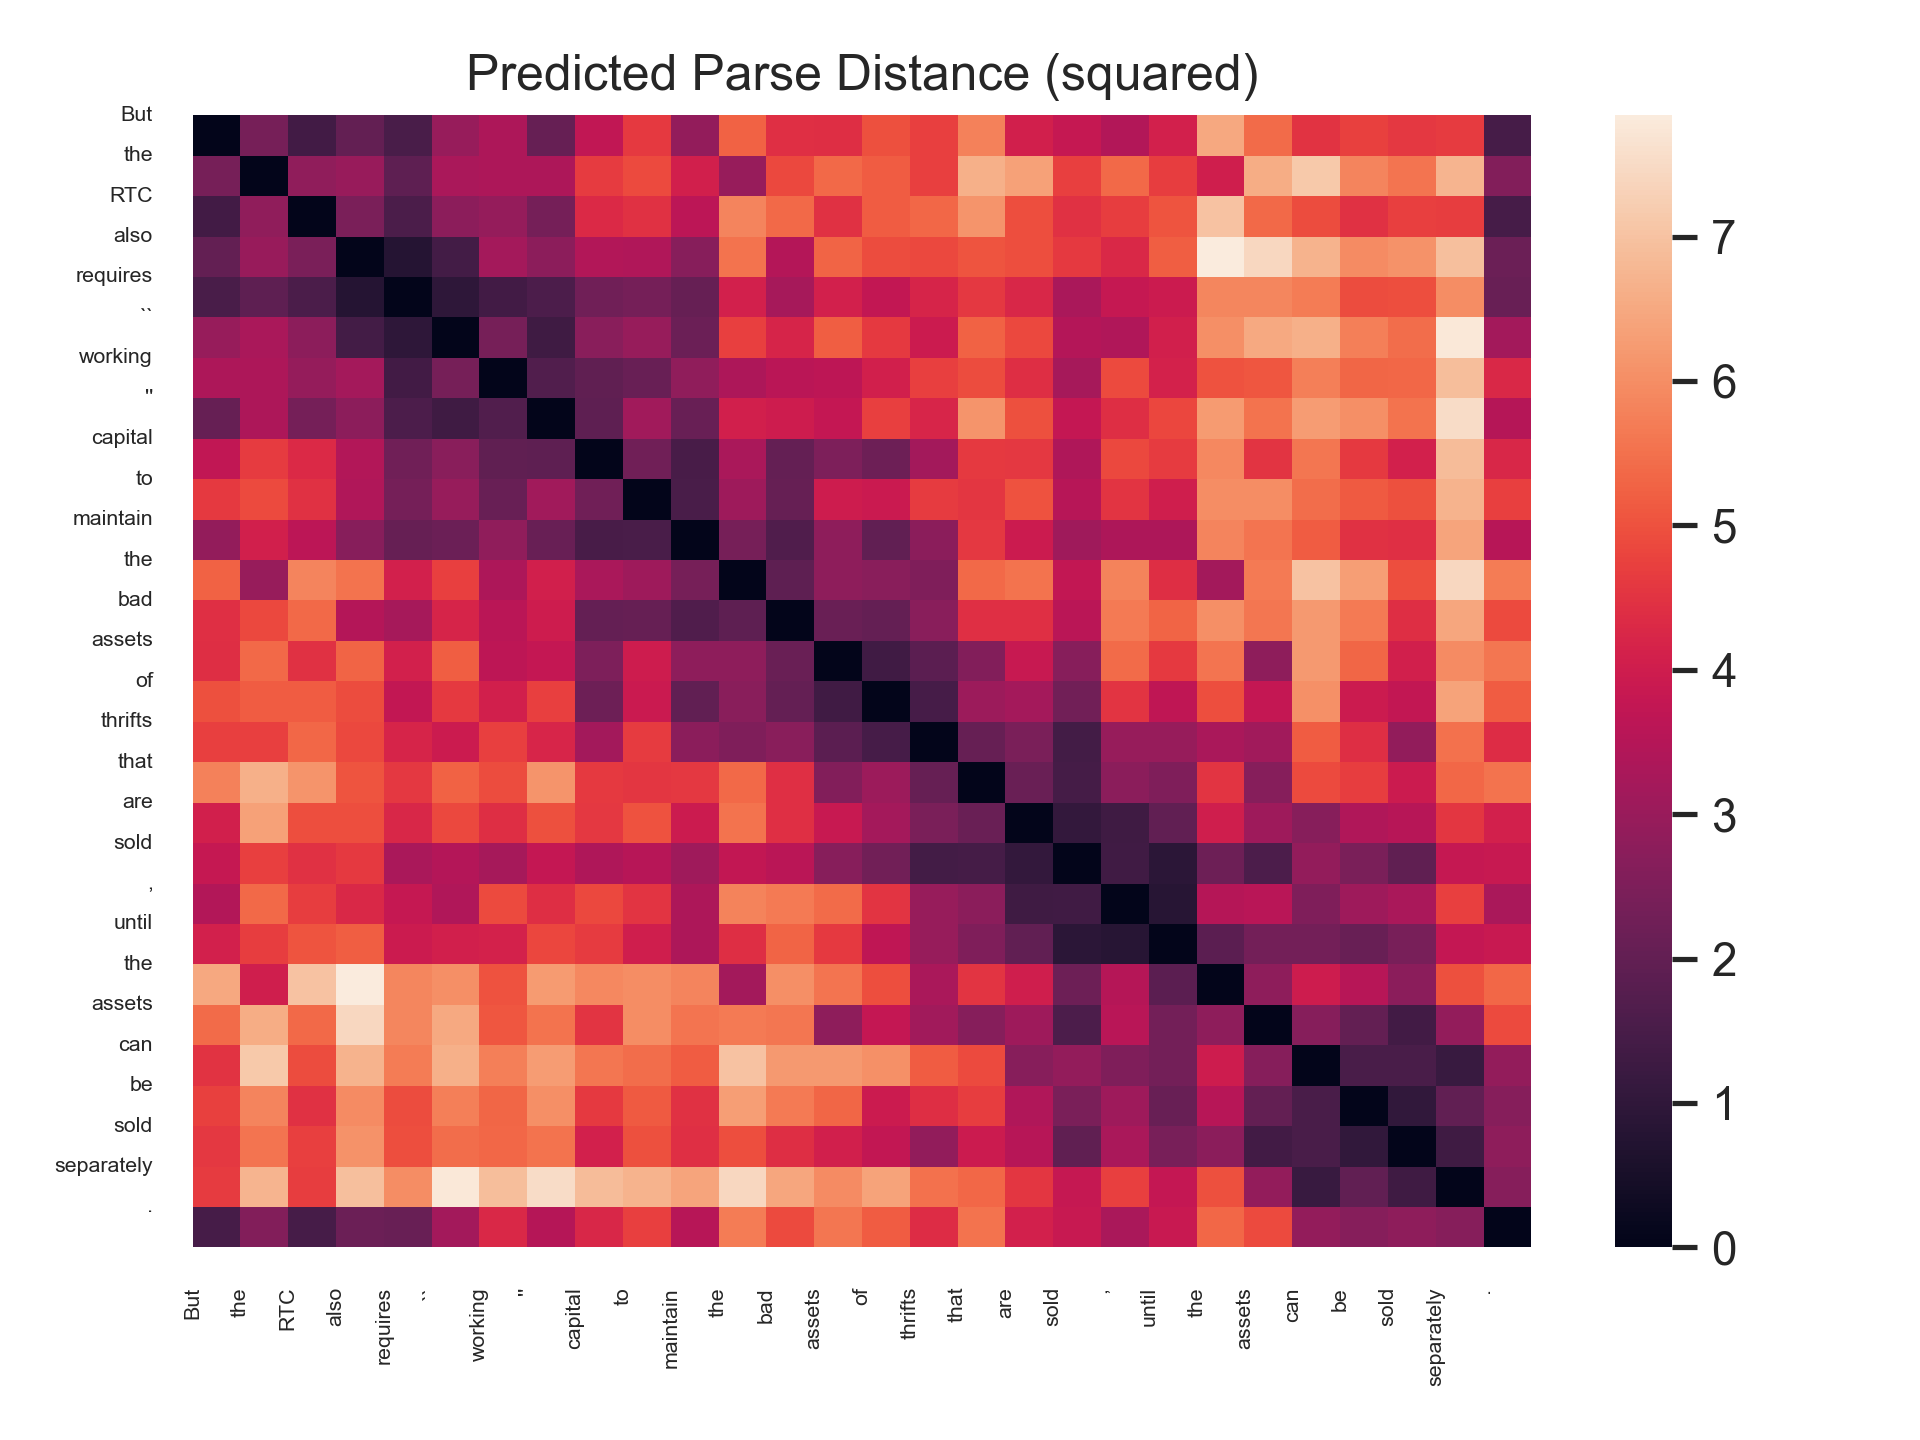 Predicted Parse Distance (squared)
But
the
RTC
also
requires
``
working
''
capital
to
maintain
the
bad
assets
of
thrifts
that
are
sold
,
until
the
assets
can
be
sold
separately
.
7
6
5
4
3
2
1
0
But the RTC also requires `` working '' capital to maintain the bad assets of thrifts that are sold , until the assets can be sold separately .